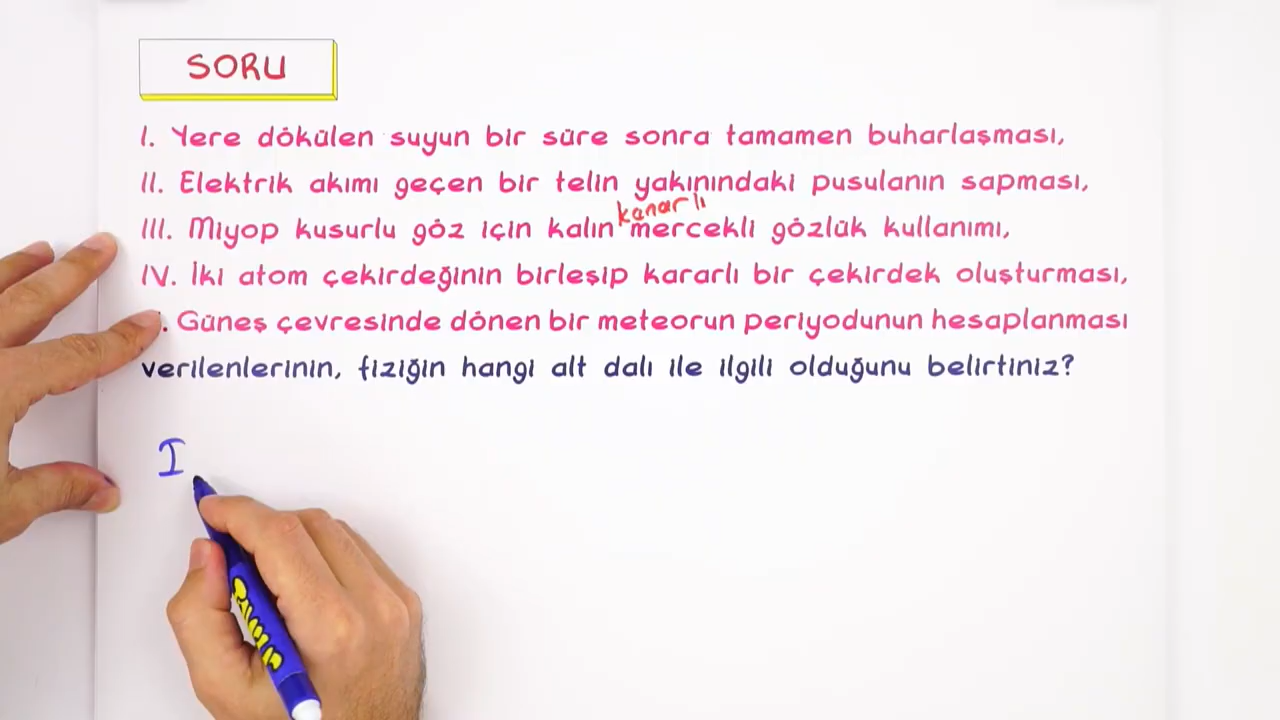 SORU
I. Yere dökülen suyun bir süre sonra tamamen buharlaşması,
II. Elektrik akımı geçen bir telin yakınındaki pusulanın sapması,
kenarlı
III. Miyop kusurlu göz için kalın mercekli gözlük kullanımı,
IV. İki atom çekirdeğinin birleşip kararlı bir çekirdek oluşturması,
. Güneş çevresinde dönen bir meteorun periyodunun hesaplanması
verilenlerinin, fiziğin hangi alt dalı ile ilgili olduğunu belirtiniz?
I